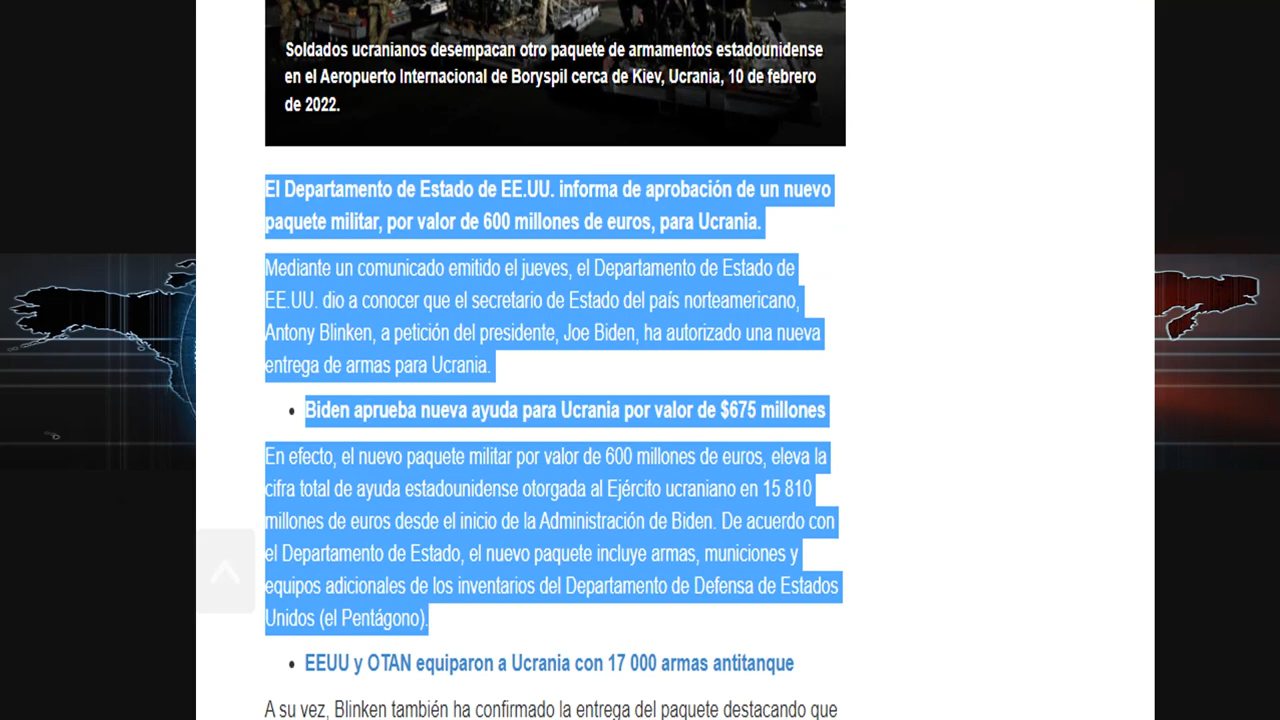 Soldados ucranianos desempacan otro paquete de armamentos estadounidense
en el Aeropuerto Internacional de Boryspil cerca de Kiev, Ucrania, 10 de febrero
de 2022.
El Departamento de Estado de EE.UU. informa de aprobación de un nuevo
paquete militar, por valor de 600 millones de euros, para Ucrania.
Mediante un comunicado emitido el jueves, el Departamento de Estado de
EE.UU. dio a conocer que el secretario de Estado del país norteamericano,
Antony Blinken, a petición del presidente, Joe Biden, ha autorizado una nueva
entrega de armas para Ucrania.
• Biden aprueba nueva ayuda para Ucrania por valor de $675 millones
En efecto, el nuevo paquete militar por valor de 600 millones de euros, eleva la
cifra total de ayuda estadounidense otorgada al Ejército ucraniano en 15 810
millones de euros desde el inicio de la Administración de Biden. De acuerdo con
el Departamento de Estado, el nuevo paquete incluye armas, municiones y
equipos adicionales de los inventarios del Departamento de Defensa de Estados
Unidos (el Pentágono).
• EEUU y OTAN equiparon a Ucrania con 17 000 armas antitanque
A su vez, Blinken también ha confirmado la entrega del paquete destacando que